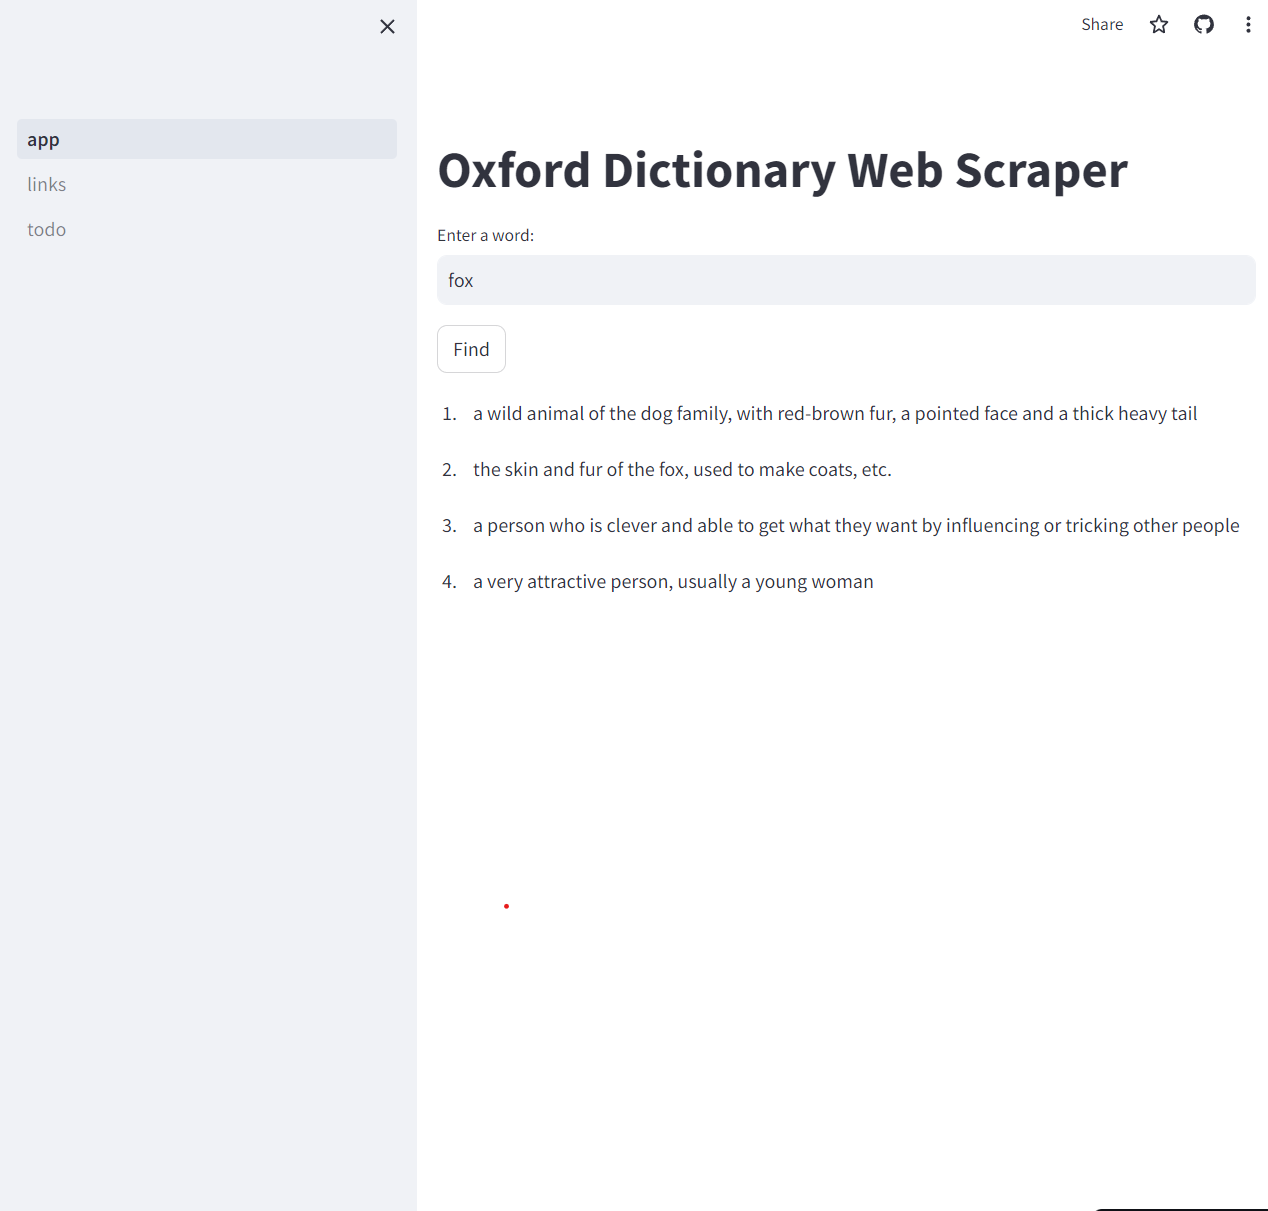 Share
app
links
todo
Oxford Dictionary Web Scraper
Enter a word:
fox
Find
1. a wild animal of the dog family, with red-brown fur, a pointed face and a thick heavy tail
2. the skin and fur of the fox, used to make coats, etc.
3. a person who is clever and able to get what they want by influencing or tricking other people
4. a very attractive person, usually a young woman